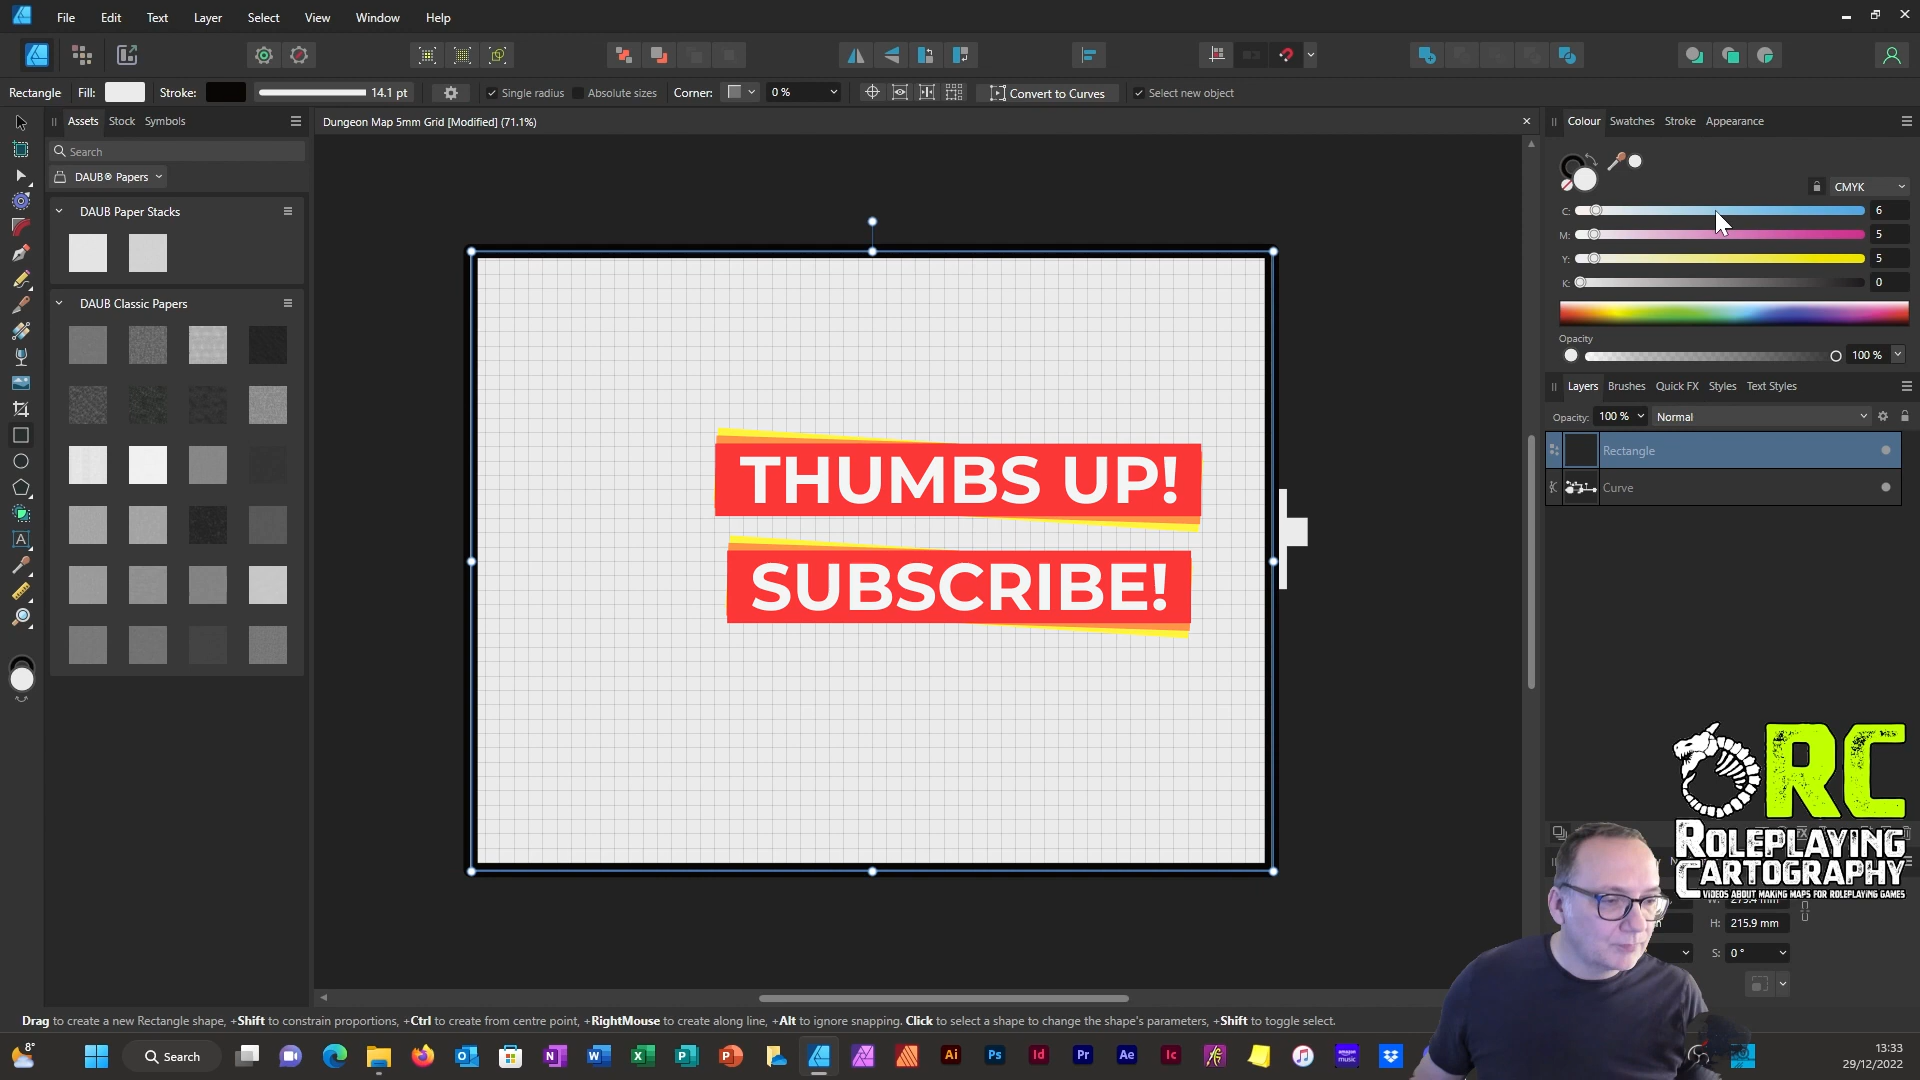 File Edit Text Layer Select View Window Help
Rectangle Fill: Stroke: 14.1 pt Single radius Absolute sizes Corner: 0 % Convert to Curves Select new object
Assets Stock Symbols
Dungeon Map 5mm Grid [Modified] (71.1%)
Colour Swatches Stroke Appearance
Search
DAUB® Papers
CMYK
DAUB Paper Stacks
C: 6
M: 5
Y: 5
K: 0
DAUB Classic Papers
Opacity
100 %
Layers Brushes Quick FX Styles Text Styles
Opacity: 100 % Normal
Rectangle
Curve
THUMBS UP!
SUBSCRIBE!
ORC
ROLEPLAYING
CARTOGRAPHY
VIDEOS ABOUT MAKING MAPS FOR ROLEPLAYING GAMES
H: 215.9 mm
S: 0 °
Drag to create a new Rectangle shape, +Shift to constrain proportions, +Ctrl to create from centre point, +RightMouse to create along line, +Alt to ignore snapping. Click to select a shape to change the shape's parameters, +Shift to toggle select.
8°
Search
13:33
29/12/2022